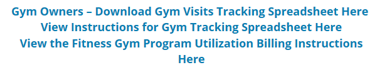 Gym Owners – Download Gym Visits Tracking Spreadsheet Here
View Instructions for Gym Tracking Spreadsheet Here
View the Fitness Gym Program Utilization Billing Instructions
Here